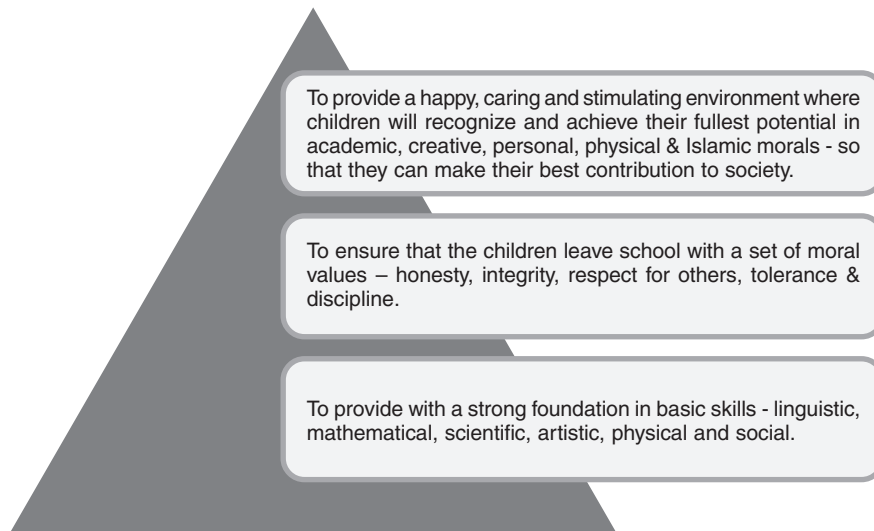 To provide a happy, caring and stimulating environment where
children will recognize and achieve their fullest potential in
academic, creative, personal, physical & Islamic morals - so
that they can make their best contribution to society.
To ensure that the children leave school with a set of moral
values – honesty, integrity, respect for others, tolerance &
discipline.
To provide with a strong foundation in basic skills - linguistic,
mathematical, scientific, artistic, physical and social.